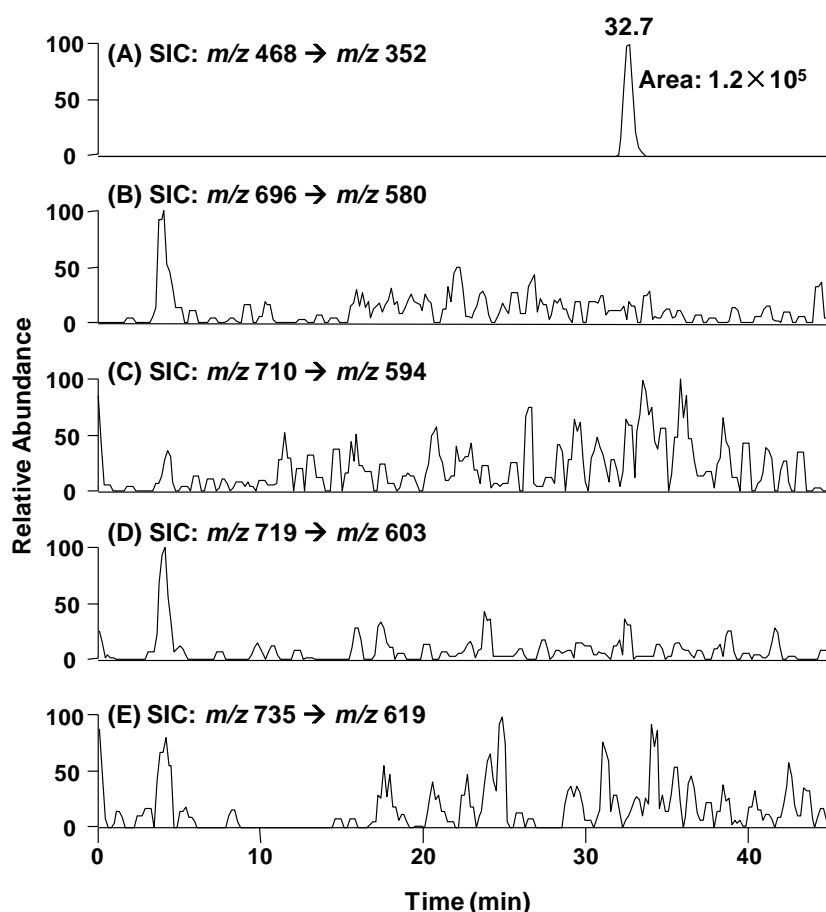 32.7
(A) SIC: m/z 468 → m/z 352
Area: 1.2×10⁵
100
50
0
(B) SIC: m/z 696 → m/z 580
100
50
0
(C) SIC: m/z 710 → m/z 594
100
50
0
(D) SIC: m/z 719 → m/z 603
100
50
0
(E) SIC: m/z 735 → m/z 619
100
50
0
Relative Abundance
0 10 20 30 40
Time (min)